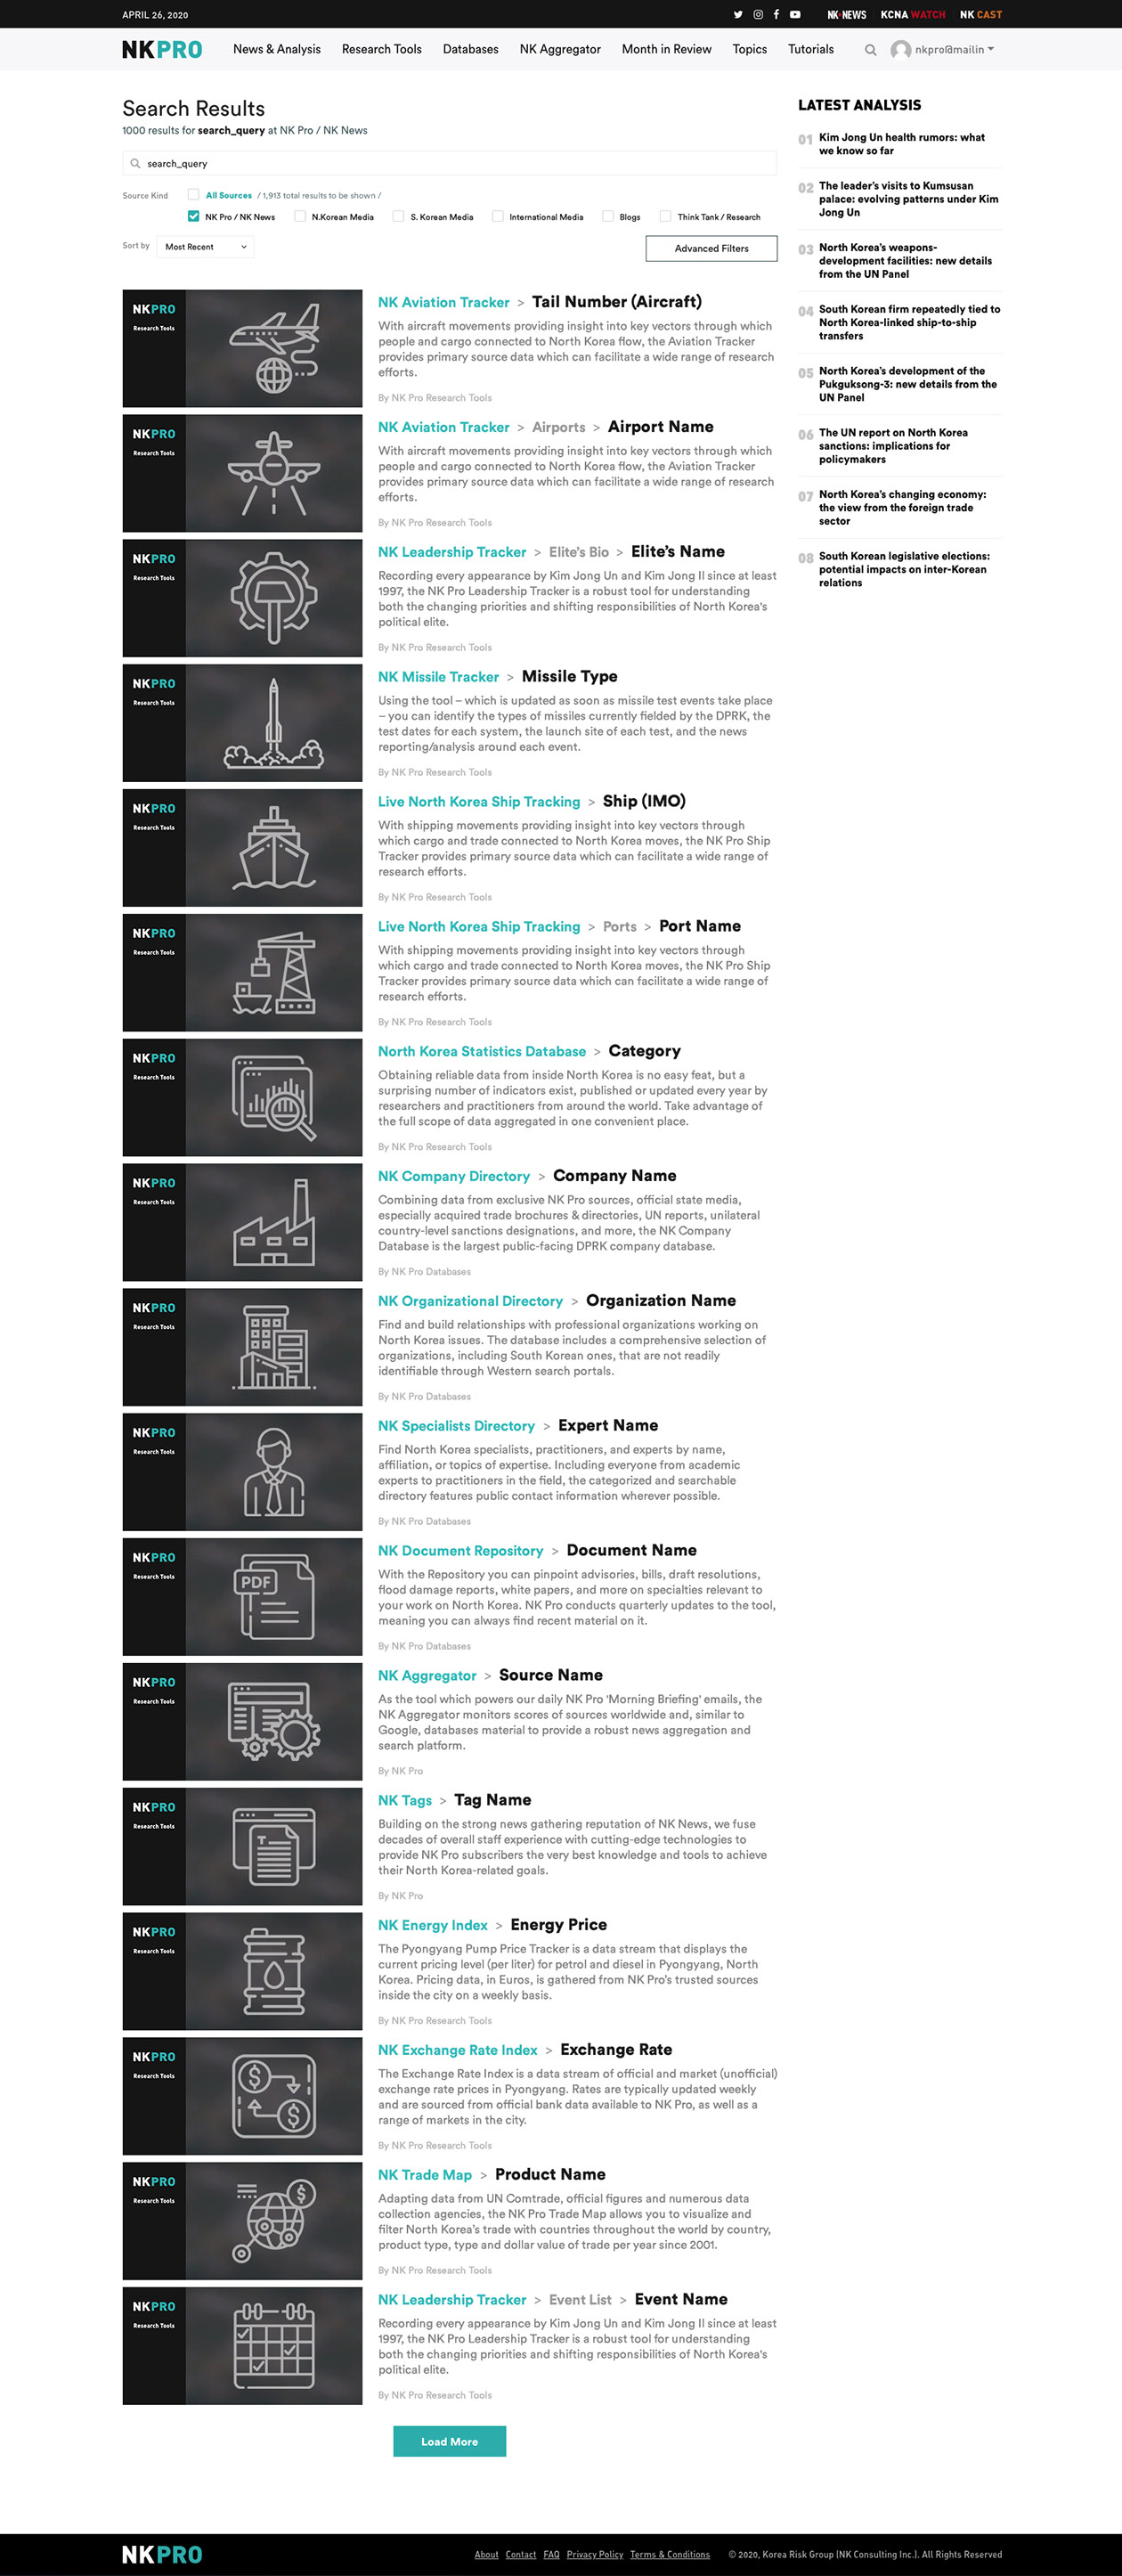 APRIL 26, 2020
NK NEWS KCNA WATCH NK CAST
NKPRO News & Analysis Research Tools Databases NK Aggregator Month in Review Topics Tutorials nkpro@mailin
Search Results
1000 results for search_query at NK Pro / NK News
search_query
Source Kind All Sources / 1,913 total results to be shown /
NK Pro / NK News N.Korean Media S. Korean Media International Media Blogs Think Tank / Research
Sort by Most Recent Advanced Filters
NKPRO
Research Tools
NK Aviation Tracker > Tail Number (Aircraft)
With aircraft movements providing insight into key vectors through which
people and cargo connected to North Korea flow, the Aviation Tracker
provides primary source data which can facilitate a wide range of research
efforts.
By NK Pro Research Tools
NKPRO
Research Tools
NK Aviation Tracker > Airports > Airport Name
With aircraft movements providing insight into key vectors through which
people and cargo connected to North Korea flow, the Aviation Tracker
provides primary source data which can facilitate a wide range of research
efforts.
By NK Pro Research Tools
NKPRO
Research Tools
NK Leadership Tracker > Elite’s Bio > Elite’s Name
Recording every appearance by Kim Jong Un and Kim Jong Il since at least
1997, the NK Pro Leadership Tracker is a robust tool for understanding
both the changing priorities and shifting responsibilities of North Korea's
political elite.
By NK Pro Research Tools
NKPRO
Research Tools
NK Missile Tracker > Missile Type
Using the tool – which is updated as soon as missile test events take place
– you can identify the types of missiles currently fielded by the DPRK, the
test dates for each system, the launch site of each test, and the news
reporting/analysis around each event.
By NK Pro Research Tools
NKPRO
Research Tools
Live North Korea Ship Tracking > Ship (IMO)
With shipping movements providing insight into key vectors through
which cargo and trade connected to North Korea moves, the NK Pro Ship
Tracker provides primary source data which can facilitate a wide range of
research efforts.
By NK Pro Research Tools
NKPRO
Research Tools
Live North Korea Ship Tracking > Ports > Port Name
With shipping movements providing insight into key vectors through
which cargo and trade connected to North Korea moves, the NK Pro Ship
Tracker provides primary source data which can facilitate a wide range of
research efforts.
By NK Pro Research Tools
NKPRO
Research Tools
North Korea Statistics Database > Category
Obtaining reliable data from inside North Korea is no easy feat, but a
surprising number of indicators exist, published or updated every year by
researchers and practitioners from around the world. Take advantage of
the full scope of data aggregated in one convenient place.
By NK Pro Research Tools
NKPRO
Research Tools
NK Company Directory > Company Name
Combining data from exclusive NK Pro sources, official state media,
especially acquired trade brochures & directories, UN reports, unilateral
country-level sanctions designations, and more, the NK Company
Database is the largest public-facing DPRK company database.
By NK Pro Databases
NKPRO
Research Tools
NK Organizational Directory > Organization Name
Find and build relationships with professional organizations working on
North Korea issues. The database includes a comprehensive selection of
organizations, including South Korean ones, that are not readily
identifiable through Western search portals.
By NK Pro Databases
NKPRO
Research Tools
NK Specialists Directory > Expert Name
Find North Korea specialists, practitioners, and experts by name,
affiliation, or topics of expertise. Including everyone from academic
experts to practitioners in the field, the categorized and searchable
directory features public contact information wherever possible.
By NK Pro Databases
NKPRO
Research Tools
PDF
NK Document Repository > Document Name
With the Repository you can pinpoint advisories, bills, draft resolutions,
flood damage reports, white papers, and more on specialties relevant to
your work on North Korea. NK Pro conducts quarterly updates to the tool,
meaning you can always find recent material on it.
By NK Pro Databases
NKPRO
Research Tools
NK Aggregator > Source Name
As the tool which powers our daily NK Pro 'Morning Briefing' emails, the
NK Aggregator monitors scores of sources worldwide and, similar to
Google, databases material to provide a robust news aggregation and
search platform.
By NK Pro
NKPRO
Research Tools
T
NK Tags > Tag Name
Building on the strong news gathering reputation of NK News, we fuse
decades of overall staff experience with cutting-edge technologies to
provide NK Pro subscribers the very best knowledge and tools to achieve
their North Korea-related goals.
By NK Pro
NKPRO
Research Tools
NK Energy Index > Energy Price
The Pyongyang Pump Price Tracker is a data stream that displays the
current pricing level (per liter) for petrol and diesel in Pyongyang, North
Korea. Pricing data, in Euros, is gathered from NK Pro's trusted sources
inside the city on a weekly basis.
By NK Pro Research Tools
NKPRO
Research Tools
$
$
NK Exchange Rate Index > Exchange Rate
The Exchange Rate Index is a data stream of official and market (unofficial)
exchange rate prices in Pyongyang. Rates are typically updated weekly
and are sourced from official bank data available to NK Pro, as well as a
range of markets in the city.
By NK Pro Research Tools
NKPRO
Research Tools
$
NK Trade Map > Product Name
Adapting data from UN Comtrade, official figures and numerous data
collection agencies, the NK Pro Trade Map allows you to visualize and
filter North Korea's trade with countries throughout the world by country,
product type, type and dollar value of trade per year since 2001.
By NK Pro Research Tools
NKPRO
Research Tools
NK Leadership Tracker > Event List > Event Name
Recording every appearance by Kim Jong Un and Kim Jong Il since at least
1997, the NK Pro Leadership Tracker is a robust tool for understanding
both the changing priorities and shifting responsibilities of North Korea's
political elite.
By NK Pro Research Tools
Load More
LATEST ANALYSIS
01 Kim Jong Un health rumors: what
we know so far
02 The leader’s visits to Kumsusan
palace: evolving patterns under Kim
Jong Un
03 North Korea’s weapons-
development facilities: new details
from the UN Panel
04 South Korean firm repeatedly tied to
North Korea-linked ship-to-ship
transfers
05 North Korea’s development of the
Pukguksong-3: new details from the
UN Panel
06 The UN report on North Korea
sanctions: implications for
policymakers
07 North Korea’s changing economy:
the view from the foreign trade
sector
08 South Korean legislative elections:
potential impacts on inter-Korean
relations
NKPRO About Contact FAQ Privacy Policy Terms & Conditions © 2020, Korea Risk Group (NK Consulting Inc.). All Rights Reserved